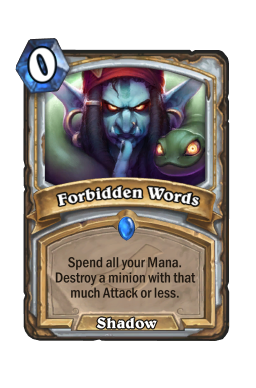 0
Forbidden Words
Spend all your Mana.
Destroy a minion with that
much Attack or less.
Shadow